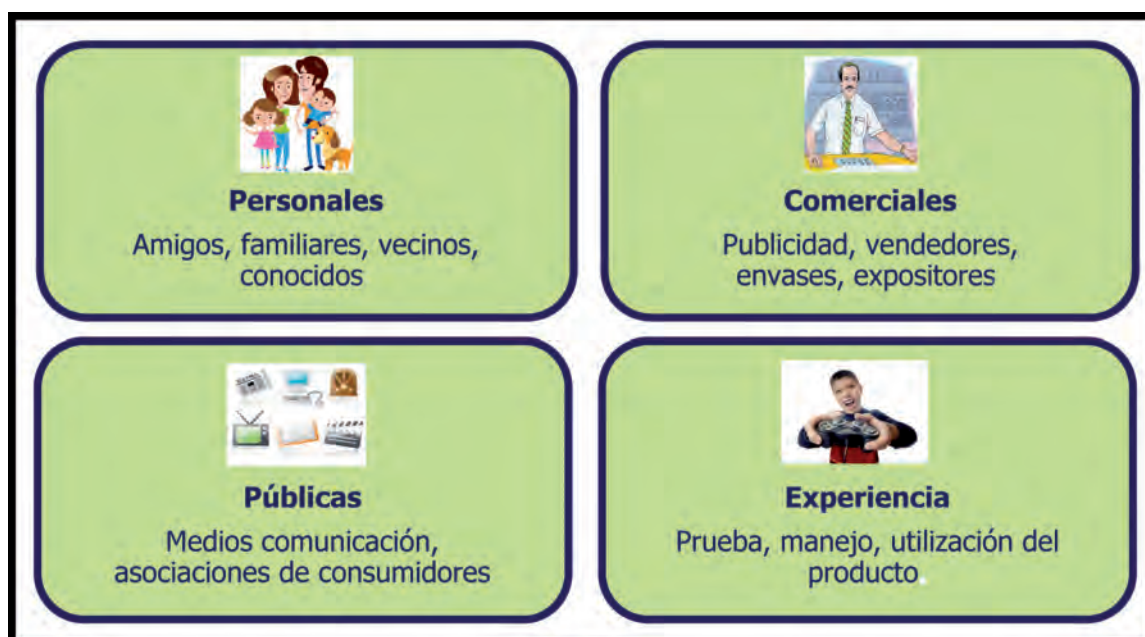 Personales
Amigos, familiares, vecinos,
conocidos
Comerciales
Publicidad, vendedores,
envases, expositores
Públicas
Medios comunicación,
asociaciones de consumidores
Experiencia
Prueba, manejo, utilización del
producto.